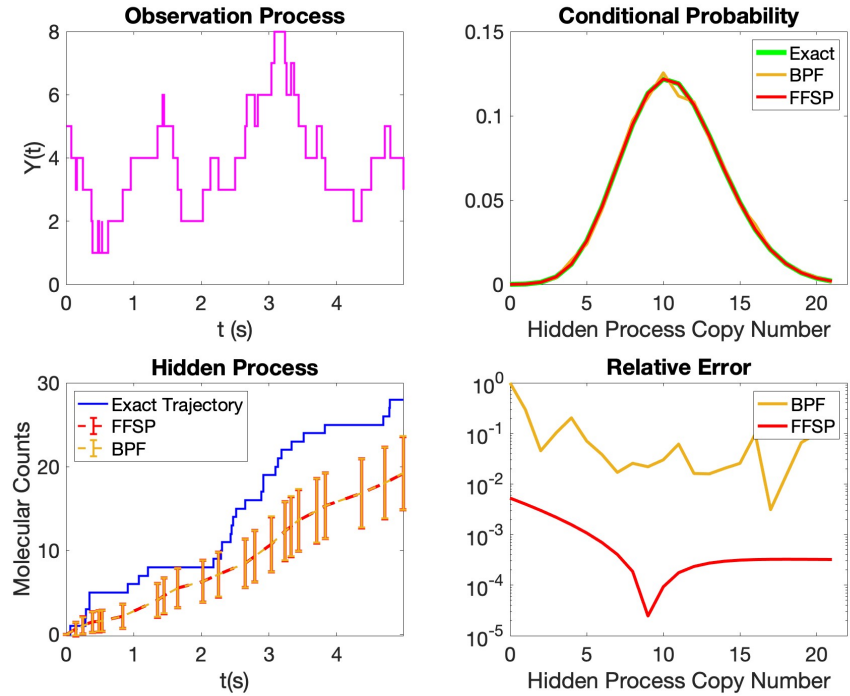 Observation Process
8
6
4
2
0
Y(t)
0 1 2 3 4
t (s)
Conditional Probability
0.15
0.1
0.05
0
Exact
BPF
FFSP
0 5 10 15 20
Hidden Process Copy Number
Hidden Process
30
20
10
0
Molecular Counts
Exact Trajectory
FFSP
BPF
0 1 2 3 4
t(s)
Relative Error
10^0
10^-1
10^-2
10^-3
10^-4
10^-5
BPF
FFSP
0 5 10 15 20
Hidden Process Copy Number